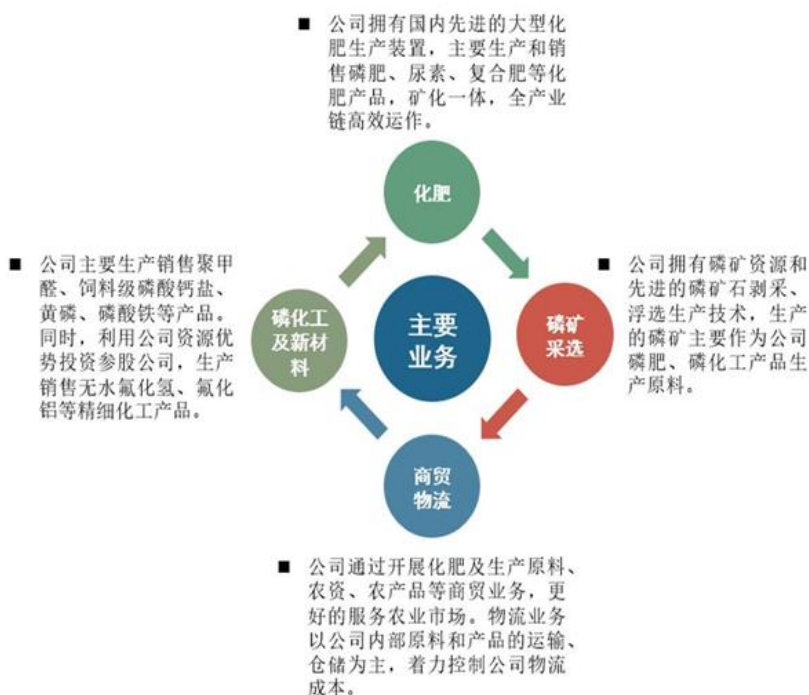 ■ 公司拥有国内先进的大型化
肥生产装置，主要生产和销
售磷肥、尿素、复合肥等化
肥产品，矿化一体，全产业
链高效运作。
化肥
■ 公司主要生产销售聚甲
醛、饲料级磷酸钙盐、
黄磷、磷酸铁等产品。
同时，利用公司资源优
势投资参股公司，生产
销售无水氟化氢、氟化
铝等精细化工产品。
磷化工
及新材
料
主要
业务
磷矿
采选
■ 公司拥有磷矿资源和
先进的磷矿石剥采、
浮选生产技术，生产
的磷矿主要作为公司
磷肥、磷化工产品生
产原料。
商贸
物流
■ 公司通过开展化肥及生产原料、
农资、农产品等商贸业务，更
好的服务农业市场。物流业务
以公司内部原料和产品的运输、
仓储为主，着力控制公司物流
成本。